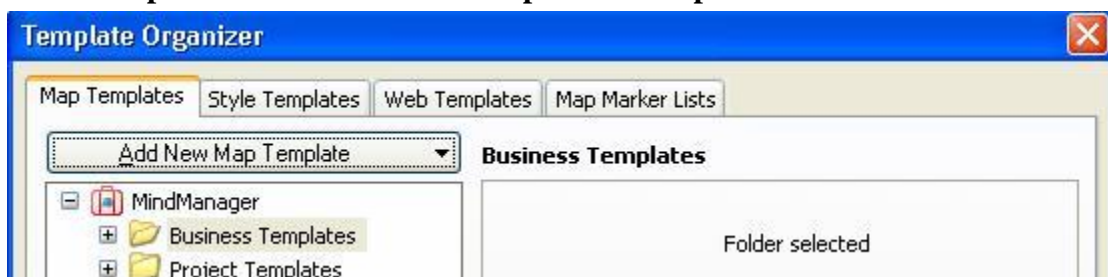 Template Organizer
Map Templates Style Templates Web Templates Map Marker Lists
Add New Map Template
Business Templates
MindManager
Business Templates
Folder selected
Project Templates